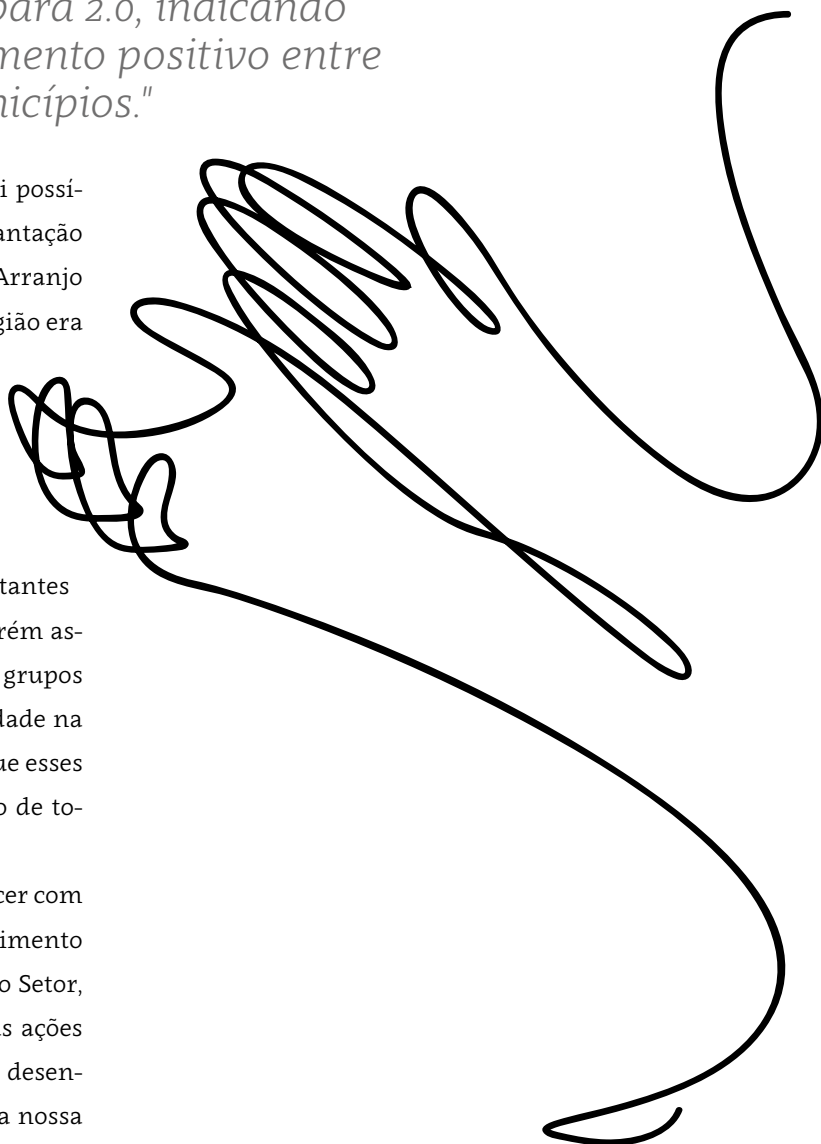 para 2.0, indicando
mento positivo entre
nicípios."
i possí-
antação
Arranjo
gião era
tantes
rém as-
grupos
dade na
ue esses
o de to-
cer com
imento
o Setor,
s ações
desen-
a nossa